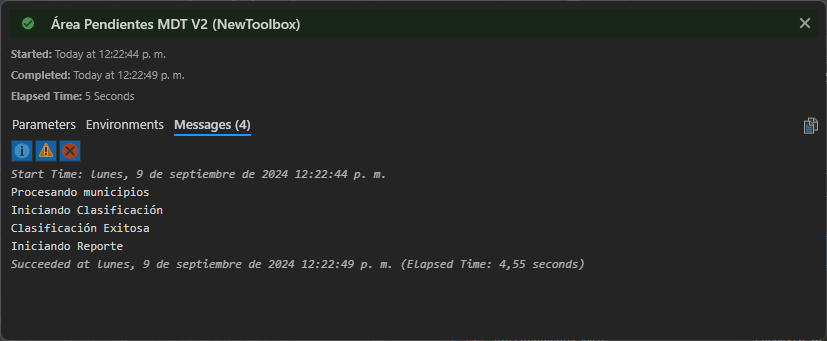 Área Pendientes MDT V2 (NewToolbox)
Started: Today at 12:22:44 p. m.
Completed: Today at 12:22:49 p. m.
Elapsed Time: 5 Seconds
Parameters Environments Messages (4)
Start Time: lunes, 9 de septiembre de 2024 12:22:44 p. m.
Procesando municipios
Iniciando Clasificación
Clasificación Exitosa
Iniciando Reporte
Succeeded at lunes, 9 de septiembre de 2024 12:22:49 p. m. (Elapsed Time: 4,55 seconds)